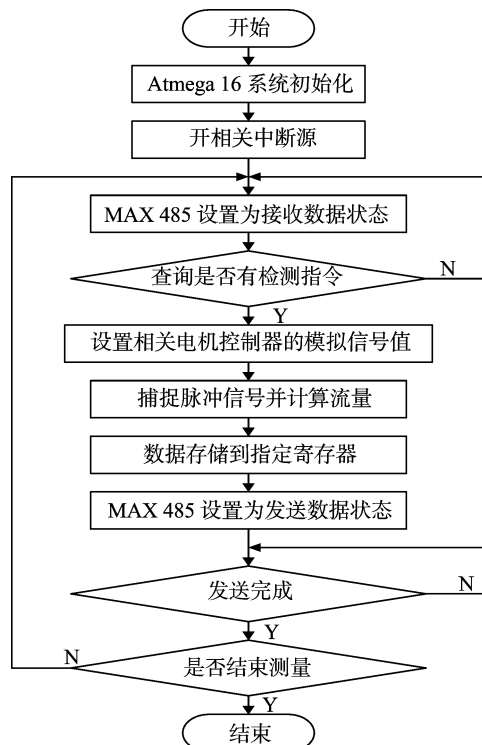 开始
Atmega 16 系统初始化
开相关中断源
MAX 485 设置为接收数据状态
查询是否有检测指令
N
Y
设置相关电机控制器的模拟信号值
捕捉脉冲信号并计算流量
数据存储到指定寄存器
MAX 485 设置为发送数据状态
发送完成
N
Y
是否结束测量
N
Y
结束